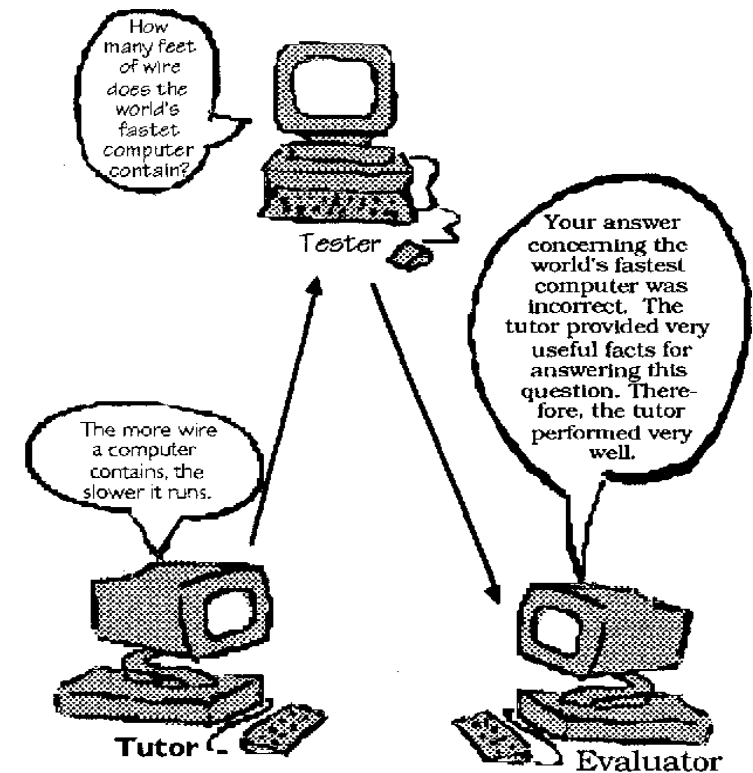 How
many feet
of wire
does the
world's
fastet
computer
contain?
Tester
Your answer
concerning the
world's fastest
computer was
incorrect. The
tutor provided very
useful facts for
answering this
question. There-
fore, the tutor
performed very
well.
The more wire
a computer
contains, the
slower it runs.
Tutor
Evaluator